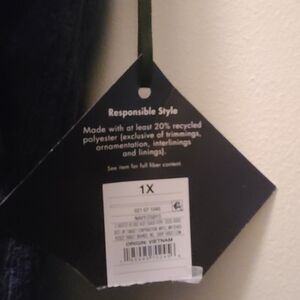 Responsible Style
Made with at least 20% recycled
polyester (exclusive of trimmings,
ornamentation, interlinings
and linings).
See item for full fiber content
1X
ORIGIN: VIETNAM